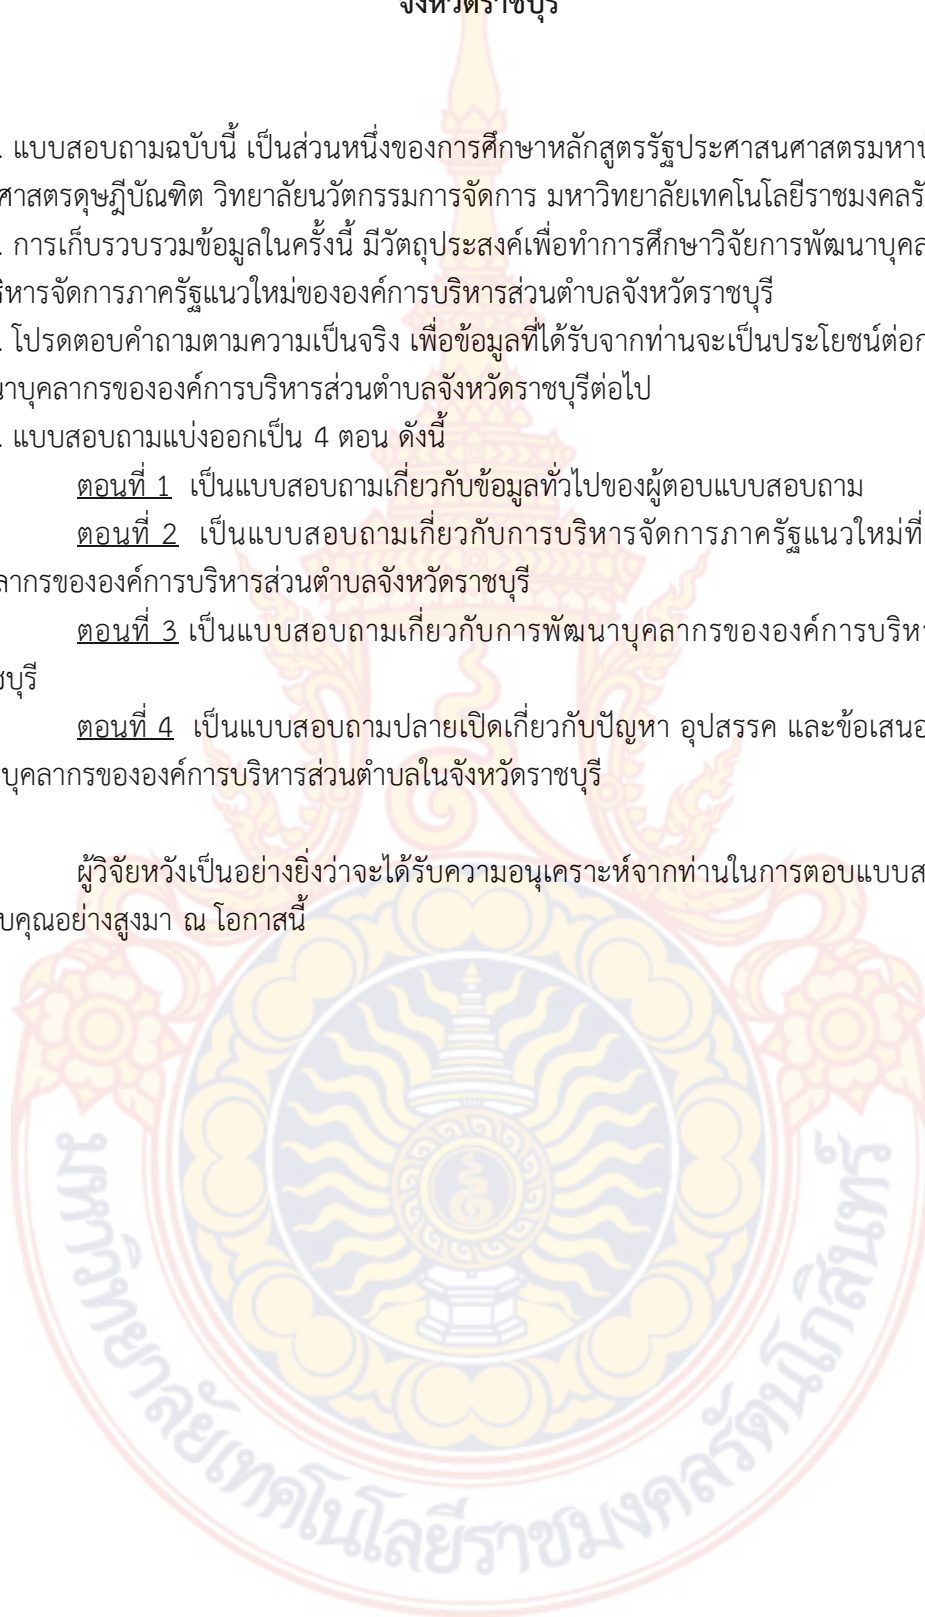 จังหวัดราชบุรี
. แบบสอบถามฉบับนี้ เป็นส่วนหนึ่งของการศึกษาหลักสูตรรัฐประศาสนศาสตรมหาบั
ศาสตรดุษฎีบัณฑิต วิทยาลัยนวัตกรรมการจัดการ มหาวิทยาลัยเทคโนโลยีราชมงคลรั
. การเก็บรวบรวมข้อมูลในครั้งนี้ มีวัตถุประสงค์เพื่อทำการศึกษาวิจัยการพัฒนาบุคล
ริหารจัดการภาครัฐแนวใหม่ขององค์การบริหารส่วนตำบลจังหวัดราชบุรี
. โปรดตอบคำถามตามความเป็นจริง เพื่อข้อมูลที่ได้รับจากท่านจะเป็นประโยชน์ต่อก
นาบุคลากรขององค์การบริหารส่วนตำบลจังหวัดราชบุรีต่อไป
. แบบสอบถามแบ่งออกเป็น 4 ตอน ดังนี้
ตอนที่ 1 เป็นแบบสอบถามเกี่ยวกับข้อมูลทั่วไปของผู้ตอบแบบสอบถาม
ตอนที่ 2 เป็นแบบสอบถามเกี่ยวกับการบริหารจัดการภาครัฐแนวใหม่ที่
ลากรขององค์การบริหารส่วนตำบลจังหวัดราชบุรี
ตอนที่ 3 เป็นแบบสอบถามเกี่ยวกับการพัฒนาบุคลากรขององค์การบริหา
ชบุรี
ตอนที่ 4 เป็นแบบสอบถามปลายเปิดเกี่ยวกับปัญหา อุปสรรค และข้อเสนอ
บุคลากรขององค์การบริหารส่วนตำบลในจังหวัดราชบุรี
ผู้วิจัยหวังเป็นอย่างยิ่งว่าจะได้รับความอนุเคราะห์จากท่านในการตอบแบบส
บคุณอย่างสูงมา ณ โอกาสนี้
มหาวิทยาลัยเทคโนโลยีราชมงคลรัตนโกสินทร์